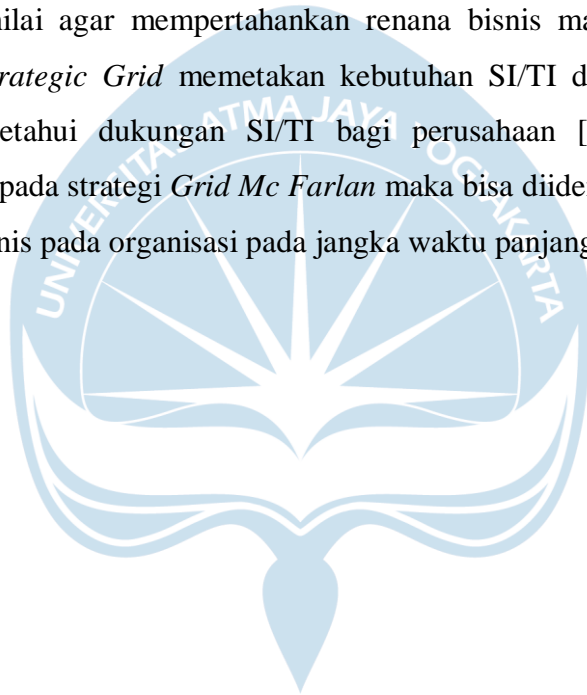 nilai agar mempertahankan renana bisnis ma
rategic Grid memetakan kebutuhan SI/TI d
etahui dukungan SI/TI bagi perusahaan [
pada strategi Grid Mc Farlan maka bisa diide
nis pada organisasi pada jangka waktu panjang
UNIVERSITAS ATMA JAYA YOGYAKARTA